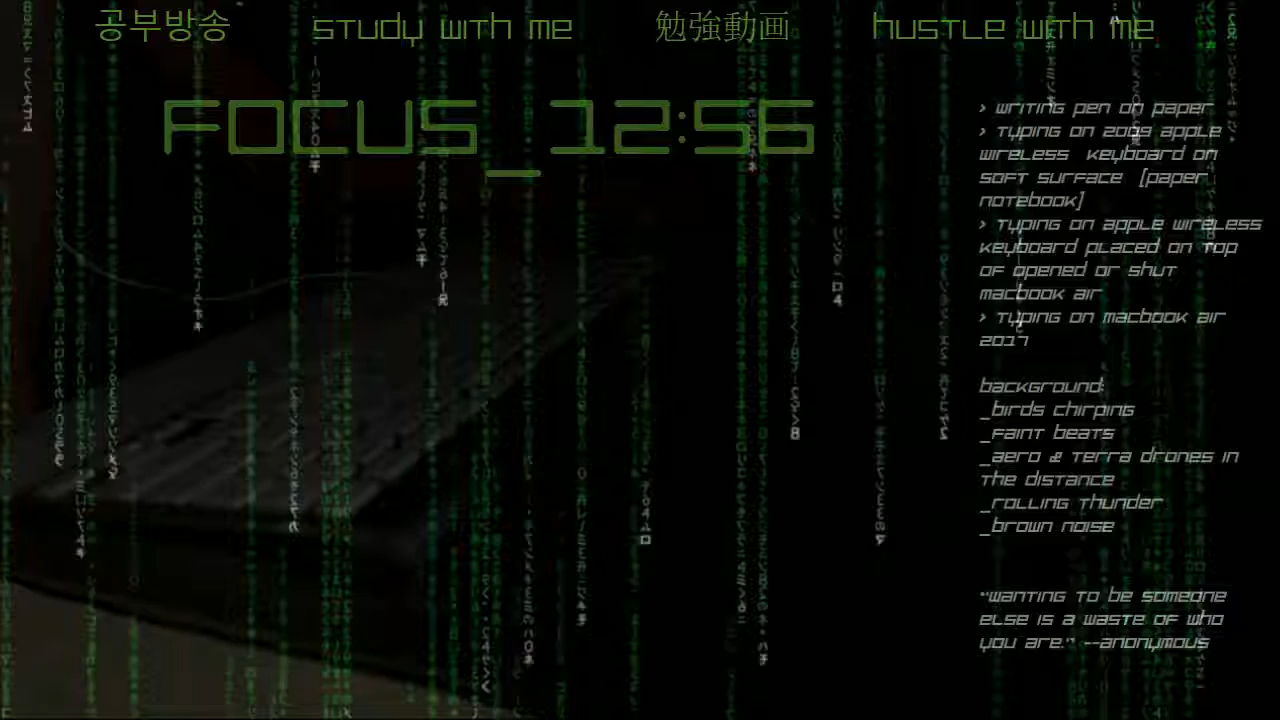 공부방송 study with me 勉強動画 hustle with me
FOCUS_12:56
> writing pen on paper
> typing on 2009 apple
wireless keyboard on
soft surface [paper
notebook]
> typing on apple wireless
keyboard placed on top
of opened or shut
macbook air
> typing on macbook air
2017
background:
_birds chirping
_faint beats
_aero & terra drones in
the distance
_rolling thunder
_brown noise
"wanting to be someone
else is a waste of who
you are." --anonymous